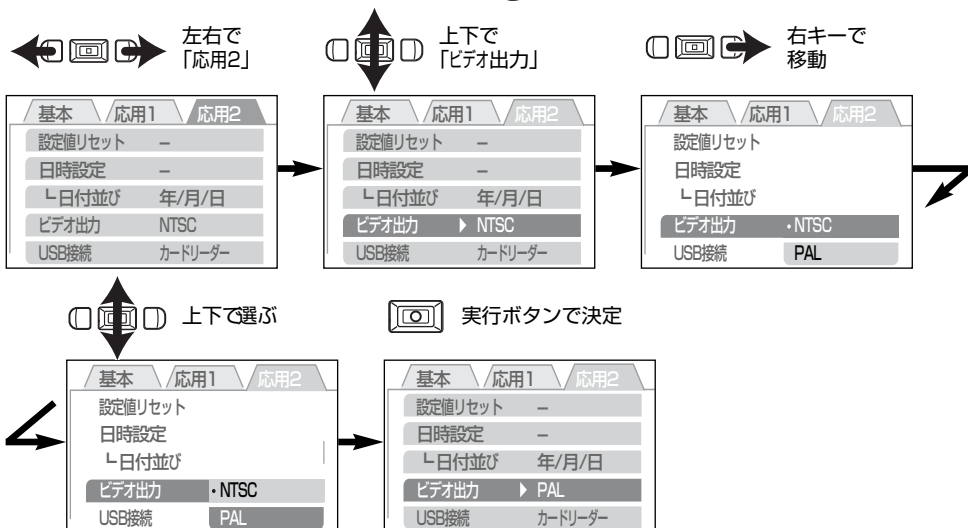 左右で
「応用2」
上下で
「ビデオ出力」
右キーで
移動
基本 応用1 応用2
設定値リセット –
日時設定 –
└日付並び 年/月/日
ビデオ出力 NTSC
USB接続 カードリーダー
基本 応用1 応用2
設定値リセット –
日時設定 –
└日付並び 年/月/日
ビデオ出力 NTSC
USB接続 カードリーダー
基本 応用1 応用2
設定値リセット
日時設定
└日付並び
ビデオ出力 •NTSC
USB接続 PAL
上下で選ぶ
実行ボタンで決定
基本 応用1 応用2
設定値リセット
日時設定
└日付並び
ビデオ出力 •NTSC
USB接続 PAL
基本 応用1 応用2
設定値リセット –
日時設定 –
└日付並び 年/月/日
ビデオ出力 PAL
USB接続 カードリーダー